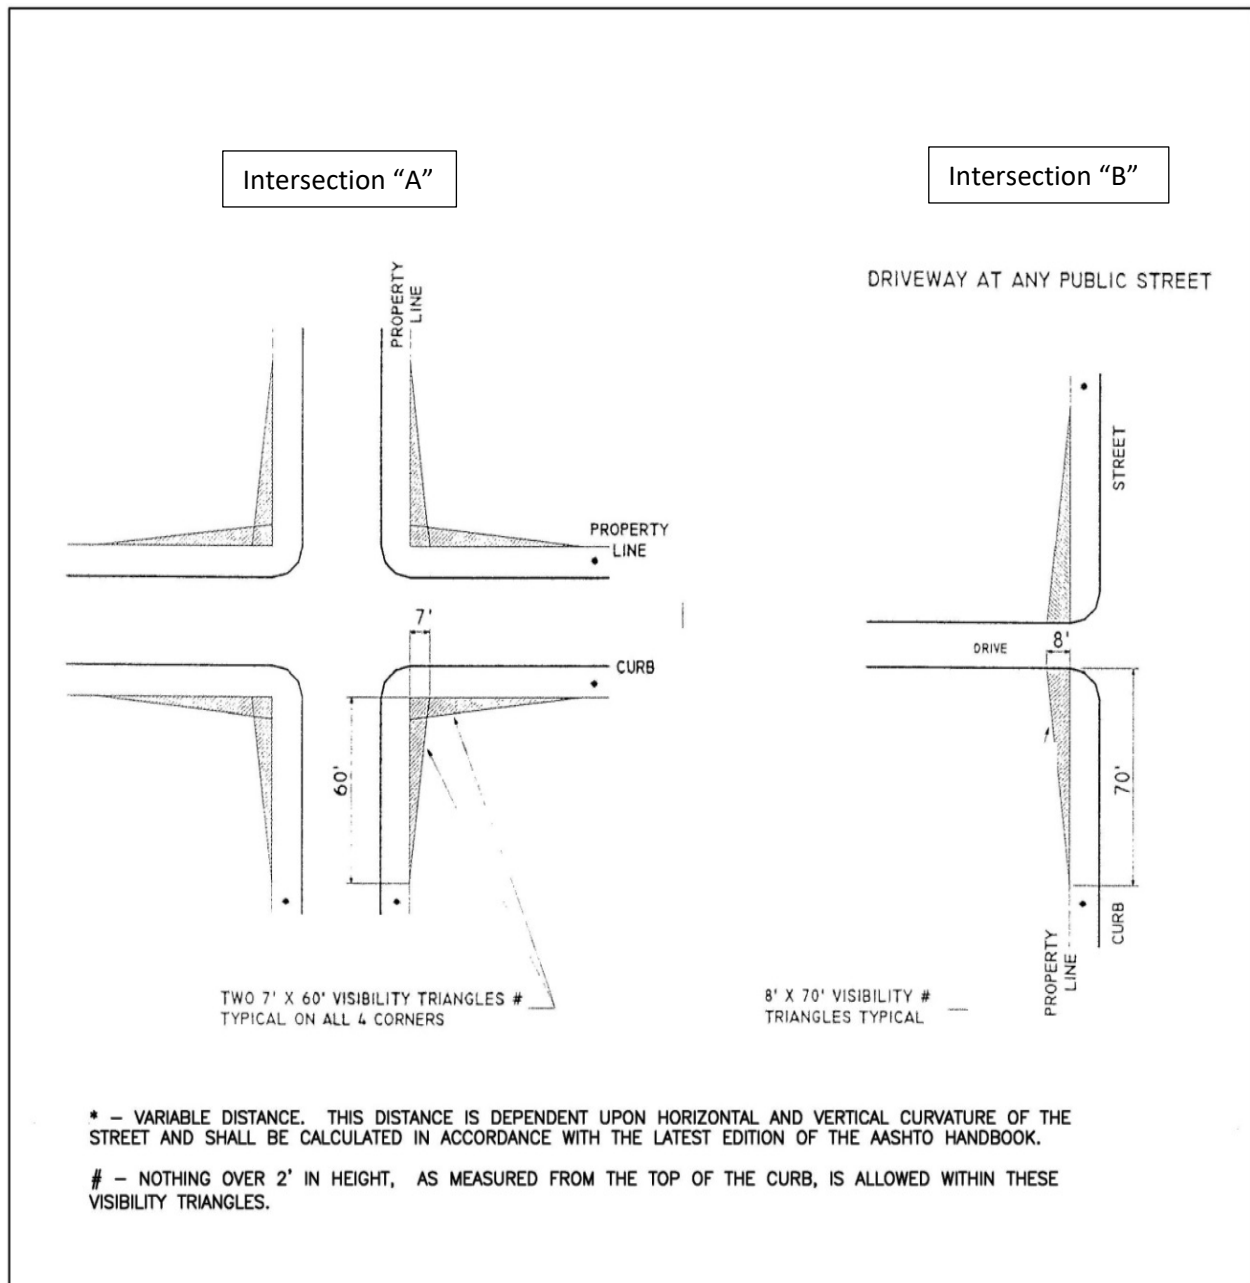 Intersection “A”
Intersection “B”
DRIVEWAY AT ANY PUBLIC STREET
PROPERTY
LINE
PROPERTY
LINE
7'
CURB
60'
TWO 7' X 60' VISIBILITY TRIANGLES #
TYPICAL ON ALL 4 CORNERS
STREET
DRIVE
8'
70'
CURB
PROPERTY
LINE
8' X 70' VISIBILITY #
TRIANGLES TYPICAL
* – VARIABLE DISTANCE. THIS DISTANCE IS DEPENDENT UPON HORIZONTAL AND VERTICAL CURVATURE OF THE
STREET AND SHALL BE CALCULATED IN ACCORDANCE WITH THE LATEST EDITION OF THE AASHTO HANDBOOK.
# – NOTHING OVER 2' IN HEIGHT, AS MEASURED FROM THE TOP OF THE CURB, IS ALLOWED WITHIN THESE
VISIBILITY TRIANGLES.